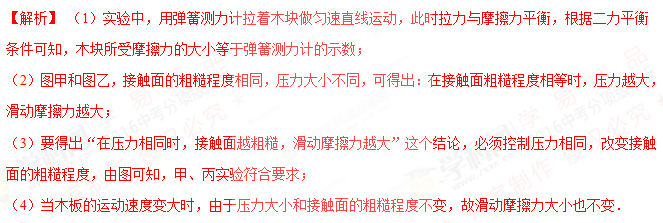 【解析】（1）实验中，用弹簧测力计拉着木块做匀速直线运动，此时拉力与摩擦力平衡，根据二力平衡
条件可知，木块所受摩擦力的大小等于弹簧测力计的示数；
（2）图甲和图乙，接触面的粗糙程度相同，压力大小不同，可得出：在接触面粗糙程度相等时，压力越大，
滑动摩擦力越大；
（3）要得出“在压力相同时，接触面越粗糙，滑动摩擦力越大”这个结论，必须控制压力相同，改变接触
面的粗糙程度，由图可知，甲、丙实验符合要求；
（4）当木板的运动速度变大时，由于压力大小和接触面的粗糙程度不变，故滑动摩擦力大小也不变．